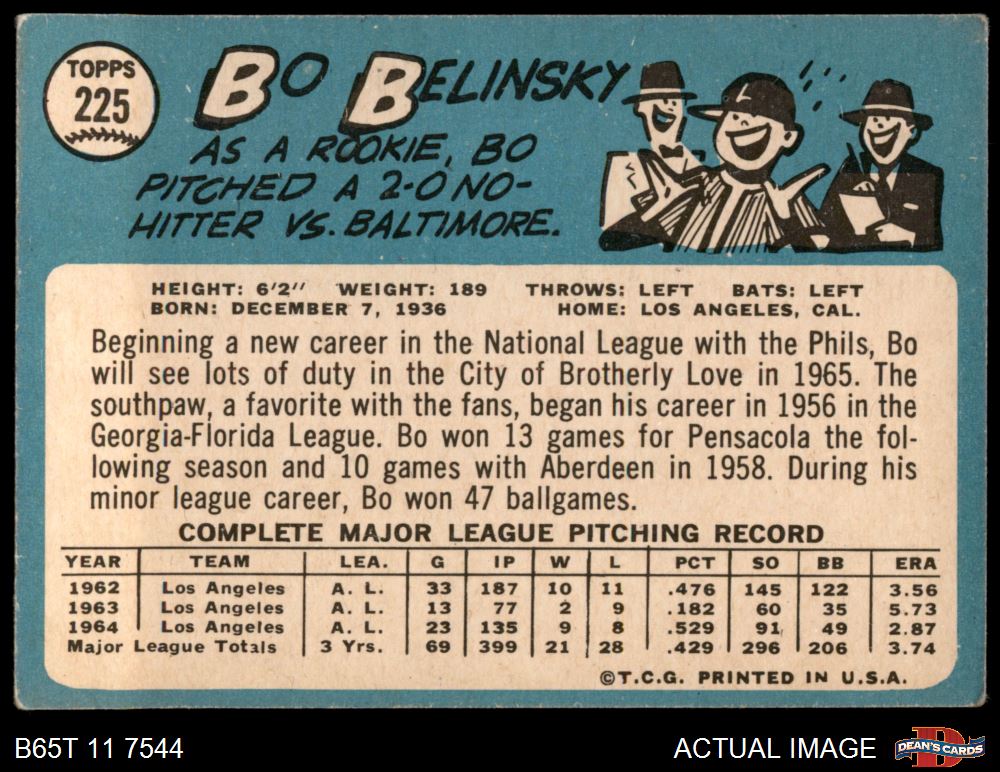 TOPPS
225
BO BELINSKY
AS A ROOKIE, BO
PITCHED A 2-0 NO-
HITTER VS. BALTIMORE.
HEIGHT: 6'2" WEIGHT: 189 THROWS: LEFT BATS: LEFT
BORN: DECEMBER 7, 1936 HOME: LOS ANGELES, CAL.
Beginning a new career in the National League with the Phils, Bo
will see lots of duty in the City of Brotherly Love in 1965. The
southpaw, a favorite with the fans, began his career in 1956 in the
Georgia-Florida League. Bo won 13 games for Pensacola the fol-
lowing season and 10 games with Aberdeen in 1958. During his
minor league career, Bo won 47 ballgames.
COMPLETE MAJOR LEAGUE PITCHING RECORD
YEAR TEAM LEA. G IP W L PCT SO BB ERA
1962 Los Angeles A. L. 33 187 10 11 .476 145 122 3.56
1963 Los Angeles A. L. 13 77 2 9 .182 60 35 5.73
1964 Los Angeles A. L. 23 135 9 8 .529 91 49 2.87
Major League Totals 3 Yrs. 69 399 21 28 .429 296 206 3.74
©T.C.G. PRINTED IN U.S.A.
B65T 11 7544 ACTUAL IMAGE
D
DEAN'S CARDS